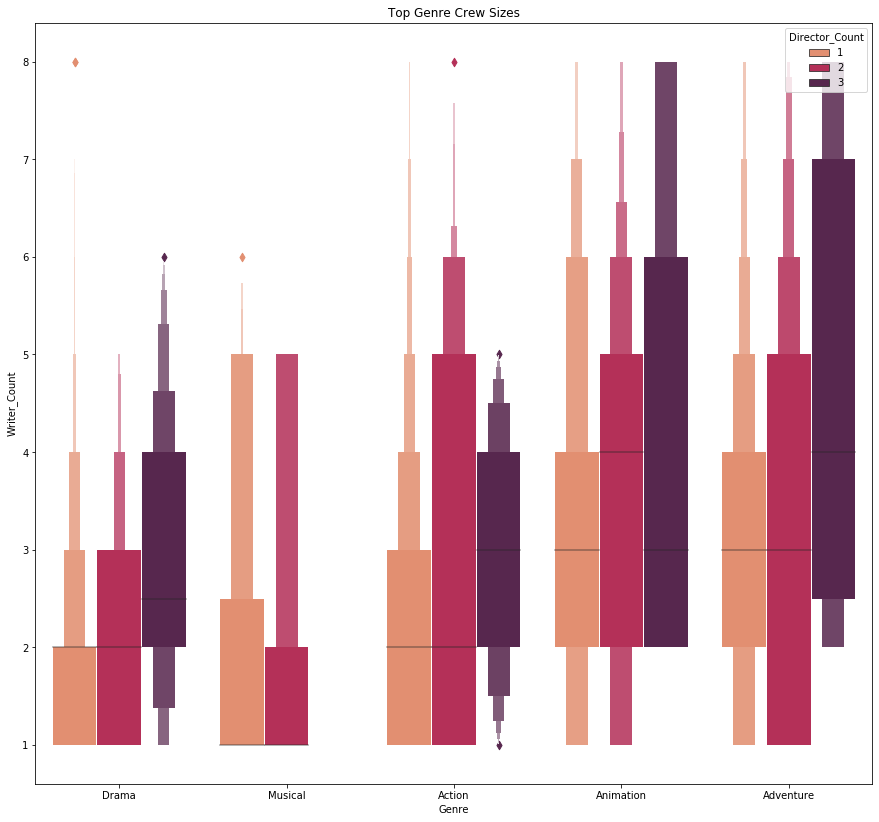 Top Genre Crew Sizes
Director_Count
1
2
3
8
7
6
5
4
3
2
1
Writer_Count
Drama Musical Action Animation Adventure
Genre